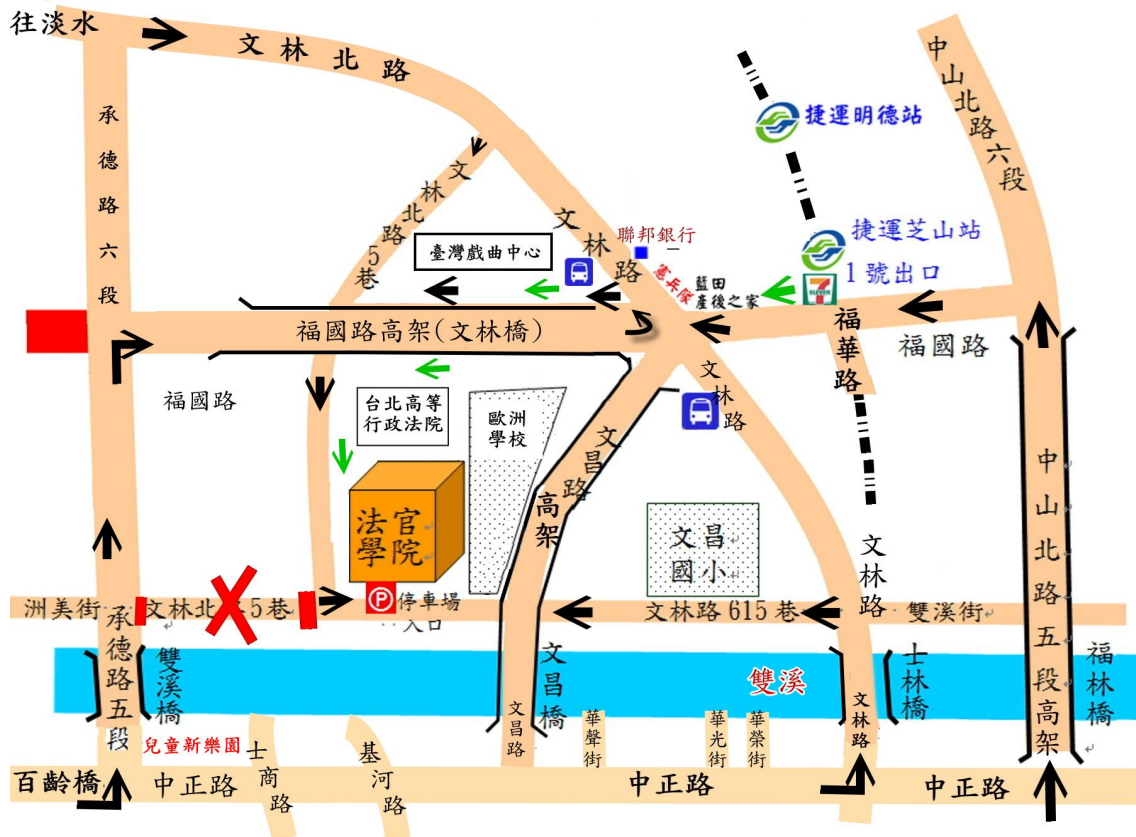 往淡水
文林北路
中山北路六段
捷運明德站
承德路六段
文林北路5巷
文林路
聯邦銀行
捷運芝山站
1號出口
臺灣戲曲中心
憲兵隊
藍田
產後之家
7
ELEVEN
福國路高架(文林橋)
福華路
福國路
福國路
文林路
台北高等
行政法院
歐洲
學校
文昌路
高架
中山北路五段高架
法官
學院
文昌
國小
文林路
洲美街
文林北路5巷
P
停車場
入口
文林路615巷
雙溪街
承德路五段
雙溪橋
文昌橋
雙溪
士林橋
福林橋
文昌路
華聲街
華光街
華榮街
文林路
兒童新樂園
士商路
基河路
百齡橋
中正路
中正路
中正路